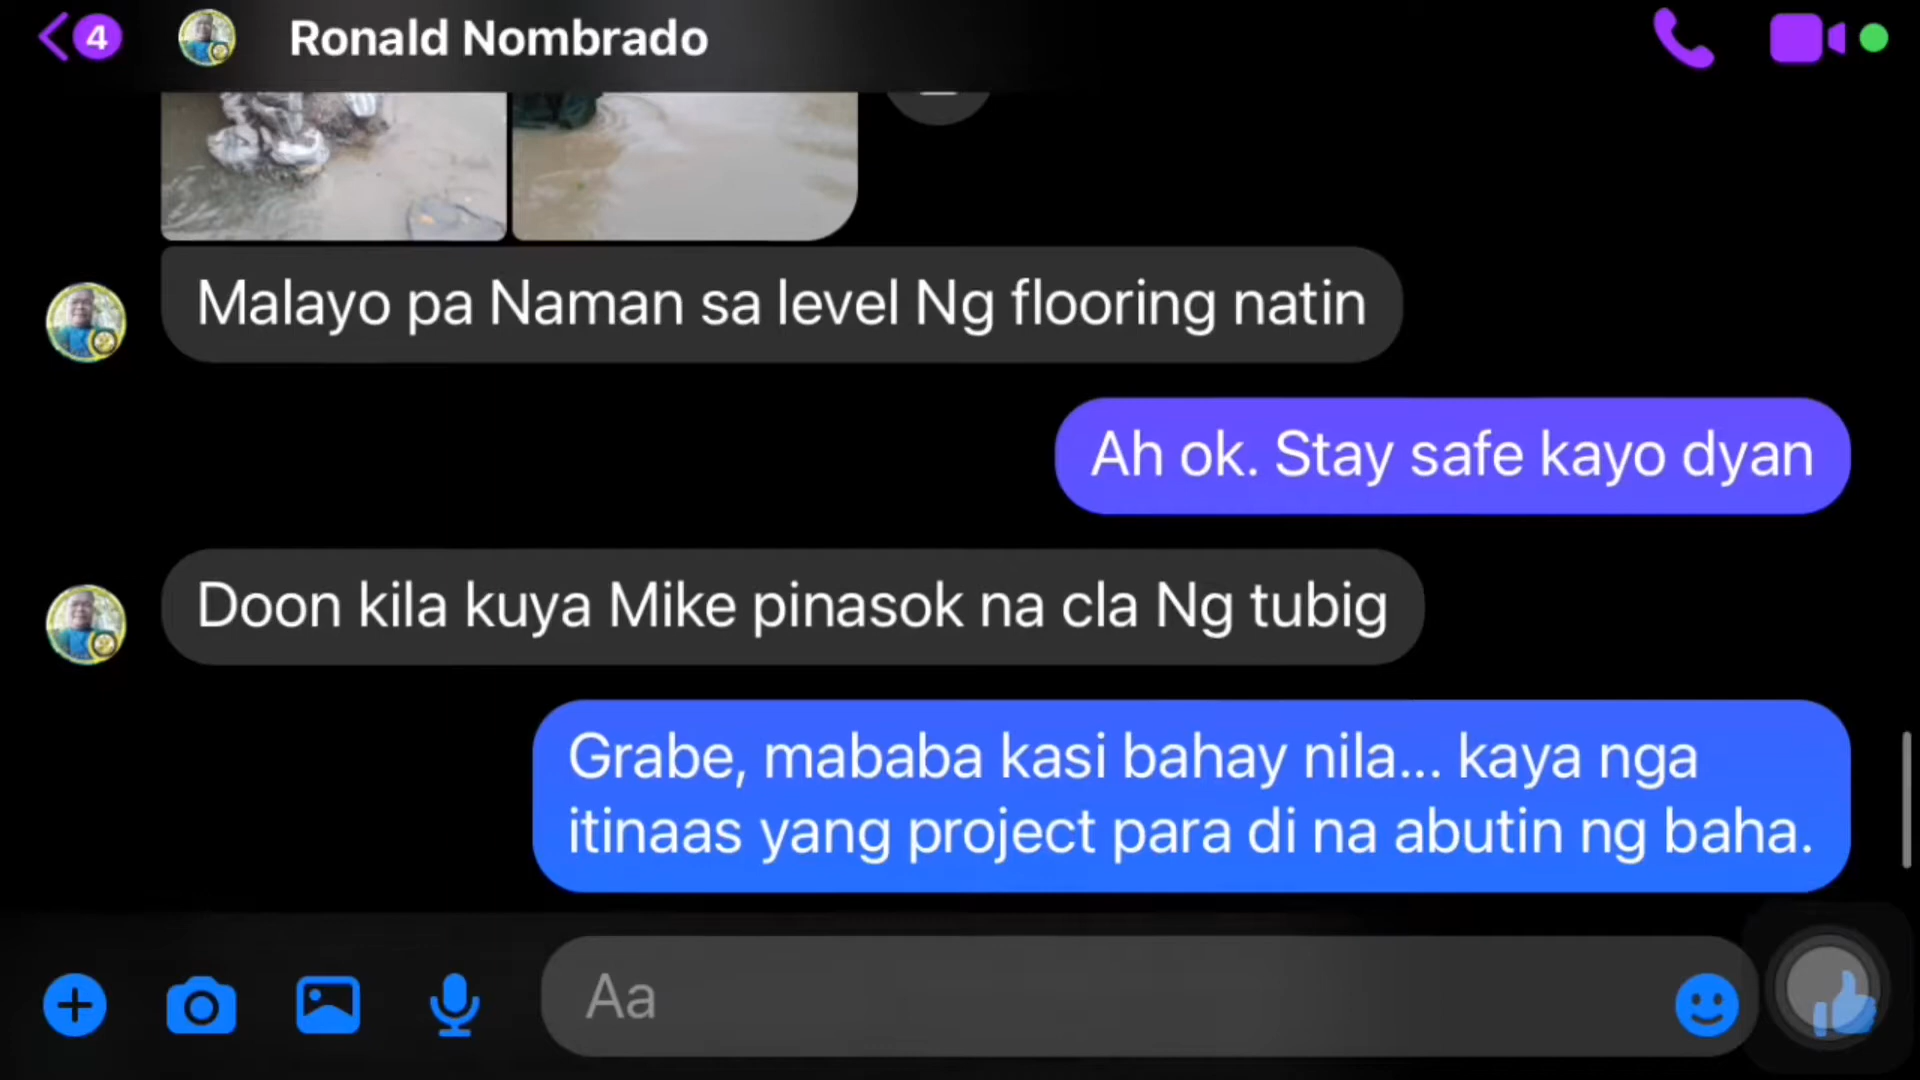 4
Ronald Nombrado
Malayo pa Naman sa level Ng flooring natin
Ah ok. Stay safe kayo dyan
Doon kila kuya Mike pinasok na cla Ng tubig
Grabe, mababa kasi bahay nila... kaya nga
itinaas yang project para di na abutin ng baha.
Aa